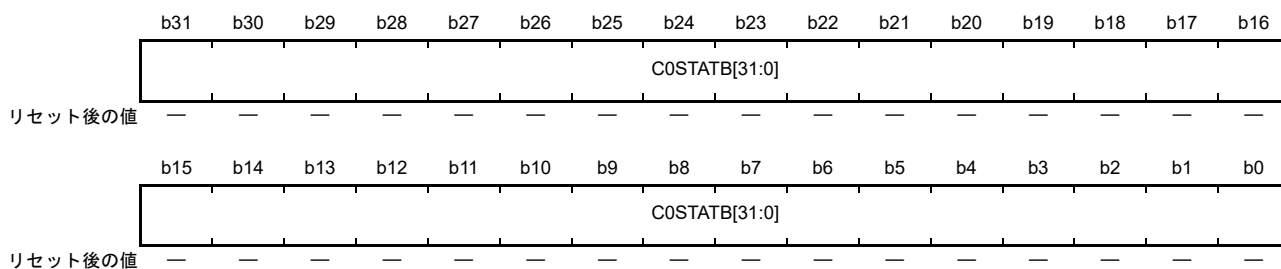 b31 b30 b29 b28 b27 b26 b25 b24 b23 b22 b21 b20 b19 b18 b17 b16
C0STATB[31:0]
リセット後の値 — — — — — — — — — — — — — — — —
b15 b14 b13 b12 b11 b10 b9 b8 b7 b6 b5 b4 b3 b2 b1 b0
C0STATB[31:0]
リセット後の値 — — — — — — — — — — — — — — — —